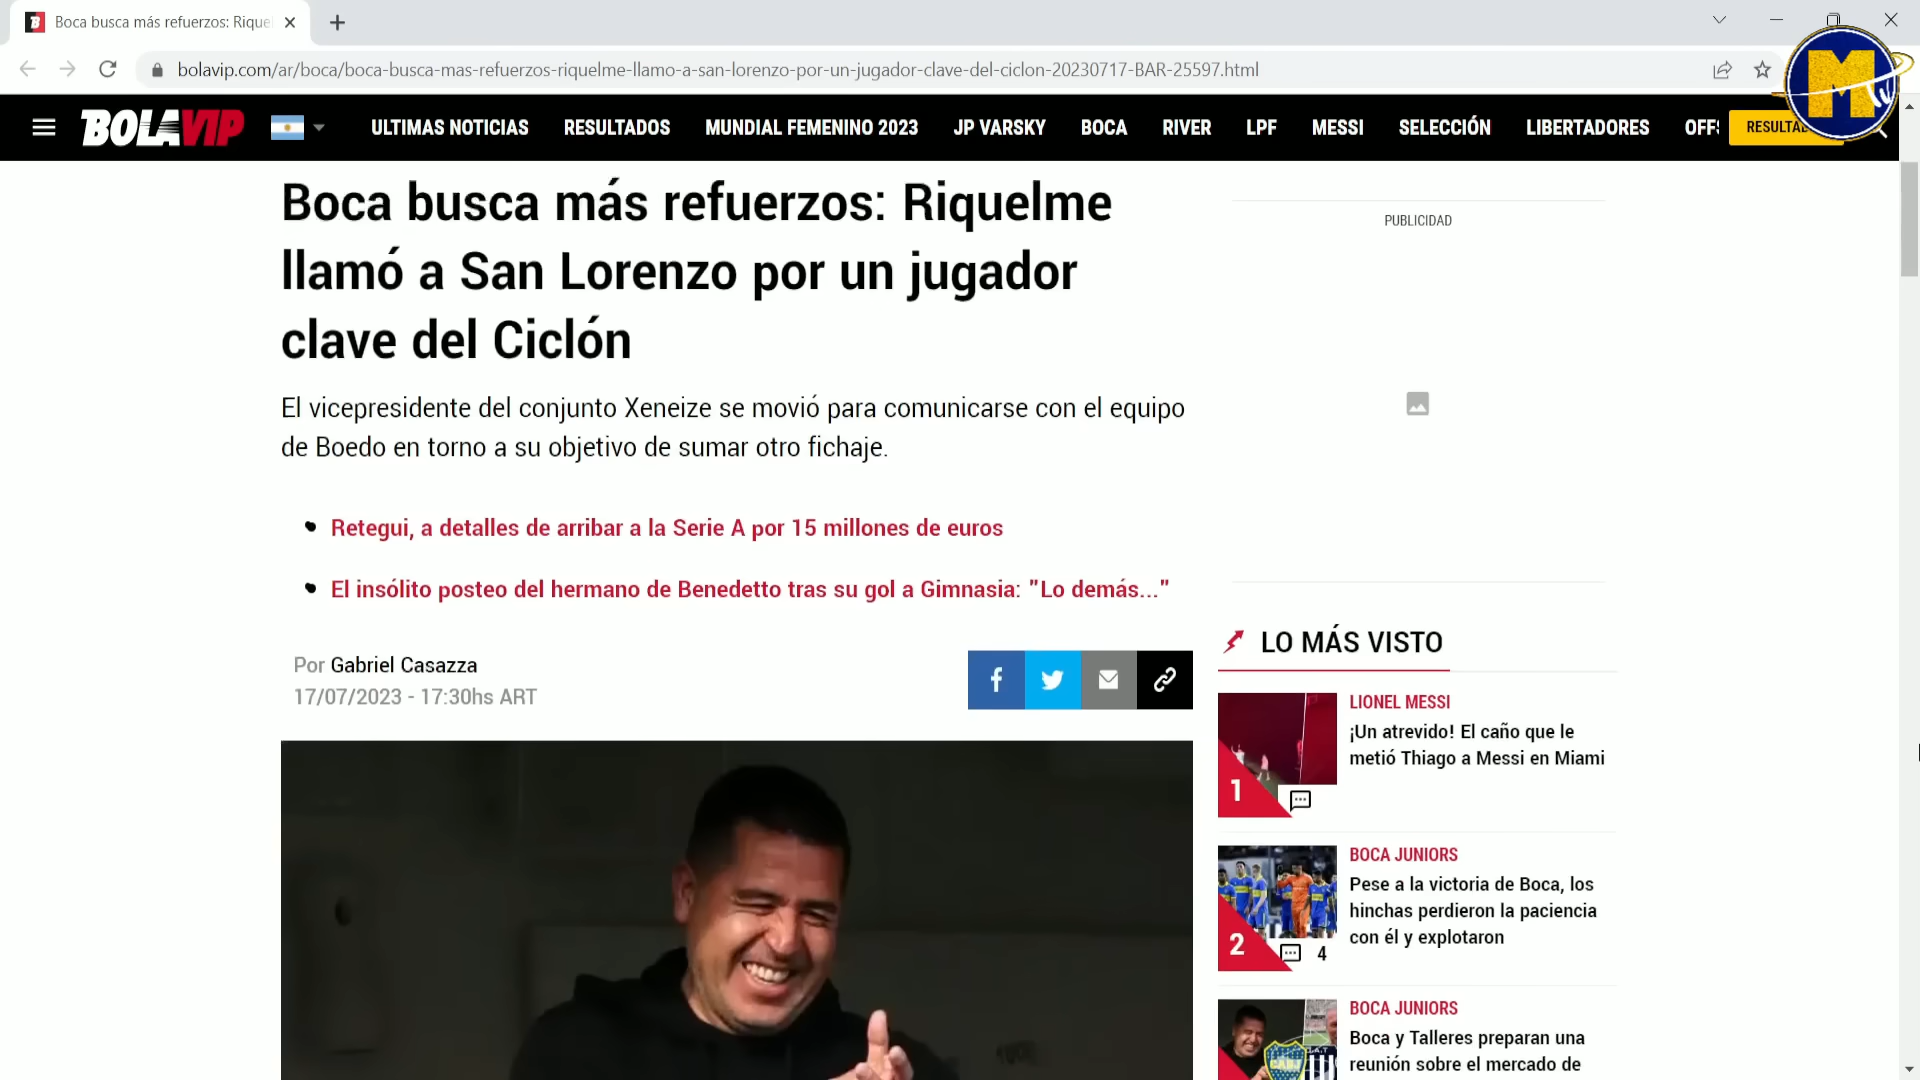 Boca busca más refuerzos: Rique
bolavip.com/ar/boca/boca-busca-mas-refuerzos-riquelme-llamo-a-san-lorenzo-por-un-jugador-clave-del-ciclon-20230717-BAR-25597.html
M
tv
BOLAVIP
ULTIMAS NOTICIAS
RESULTADOS
MUNDIAL FEMENINO 2023
JP VARSKY
BOCA
RIVER
LPF
MESSI
SELECCIÓN
LIBERTADORES
OFF
RESULTAD
Boca busca más refuerzos: Riquelme
llamó a San Lorenzo por un jugador
clave del Ciclón
El vicepresidente del conjunto Xeneize se movió para comunicarse con el equipo
de Boedo en torno a su objetivo de sumar otro fichaje.
Retegui, a detalles de arribar a la Serie A por 15 millones de euros
El insólito posteo del hermano de Benedetto tras su gol a Gimnasia: "Lo demás..."
Por Gabriel Casazza
17/07/2023 - 17:30hs ART
PUBLICIDAD
LO MÁS VISTO
1
LIONEL MESSI
¡Un atrevido! El caño que le
metió Thiago a Messi en Miami
2
4
BOCA JUNIORS
Pese a la victoria de Boca, los
hinchas perdieron la paciencia
con él y explotaron
BOCA JUNIORS
Boca y Talleres preparan una
reunión sobre el mercado de